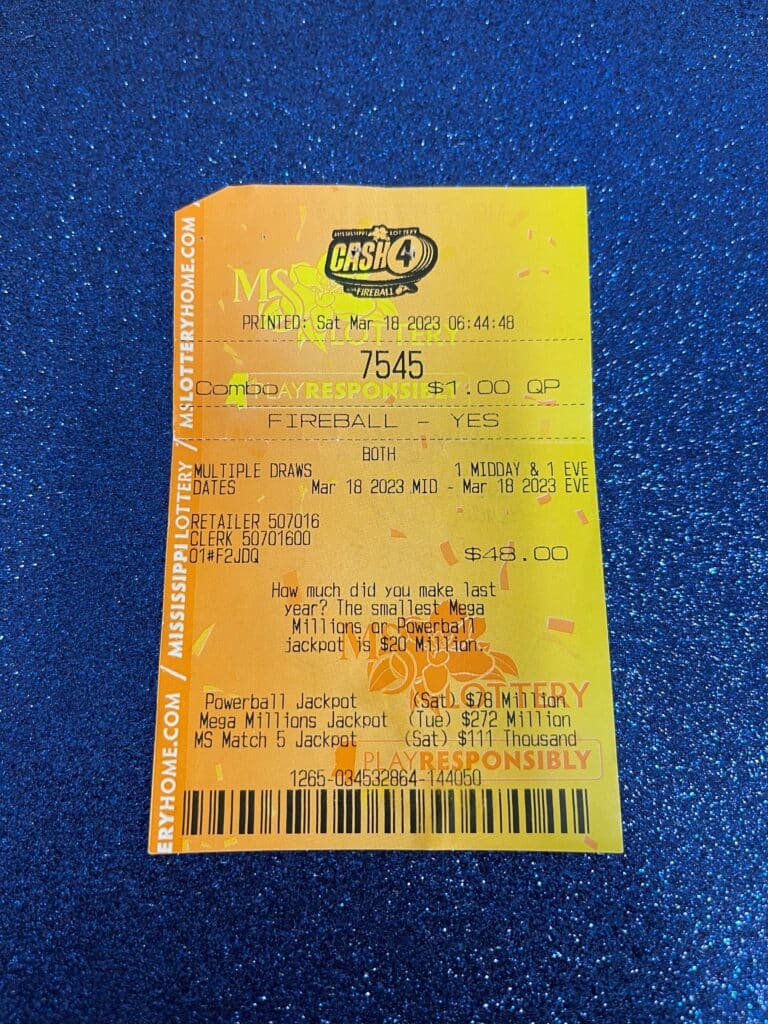 MISSISSIPPI LOTTERY
CASH 4
FIREBALL
MS
LOTTERY
PRINTED: Sat Mar 18 2023 06:44:48
7545
Combo $1.00 QP
PLAY RESPONSIBLY
FIREBALL - YES
BOTH
MULTIPLE DRAWS 1 MIDDAY & 1 EVE
DATES Mar 18 2023 MID - Mar 18 2023 EVE
RETAILER 507016
CLERK 50701600
01#F2JDQ $48.00
How much did you make last
year? The smallest Mega
Millions or Powerball
jackpot is $20 Million.
MS
LOTTERY
Powerball Jackpot (Sat) $78 Million
Mega Millions Jackpot (Tue) $272 Million
MS Match 5 Jackpot (Sat) $111 Thousand
PLAY RESPONSIBLY
1265-034532864-144050
ERYHOME.COM / MISSISSIPPI LOTTERY / MSLOTTERYHOME.COM